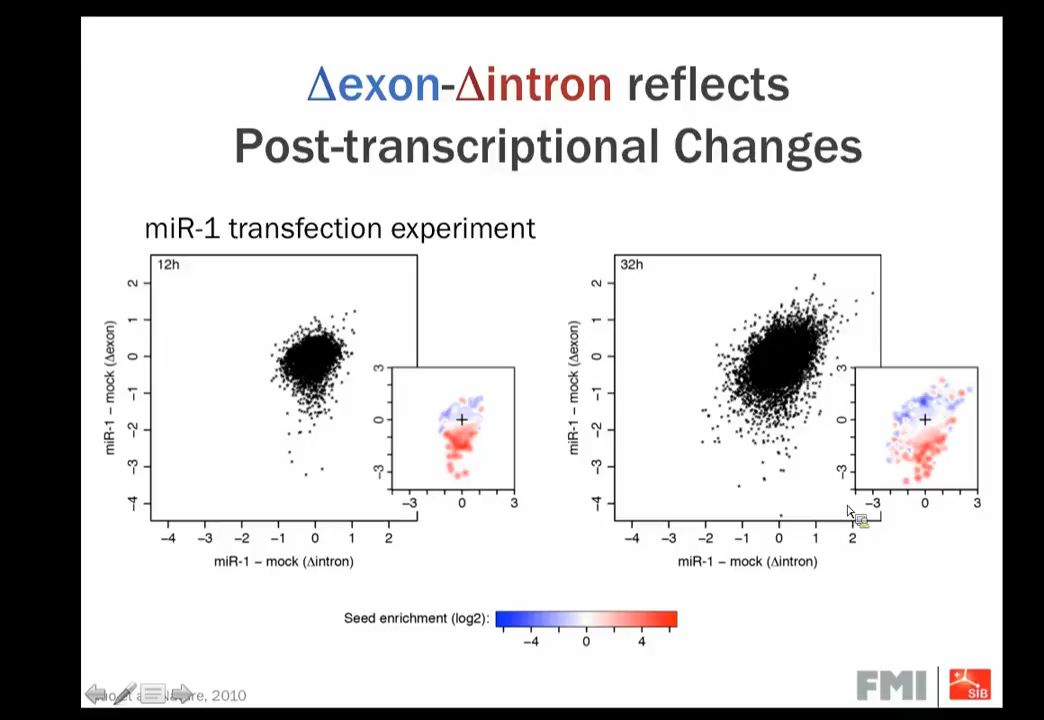 Δexon-Δintron reflects
Post-transcriptional Changes
miR-1 transfection experiment
12h
2
1
0
−1
−2
−3
−4
miR-1 − mock (Δexon)
−4 −3 −2 −1 0 1 2
miR-1 − mock (Δintron)
3
0
−3
−3 0 3
32h
2
1
0
−1
−2
−3
−4
miR-1 − mock (Δexon)
−4 −3 −2 −1 0 1 2
miR-1 − mock (Δintron)
3
0
−3
−3 0 3
Seed enrichment (log2):
−4 0 4
2010
FMI
SIB